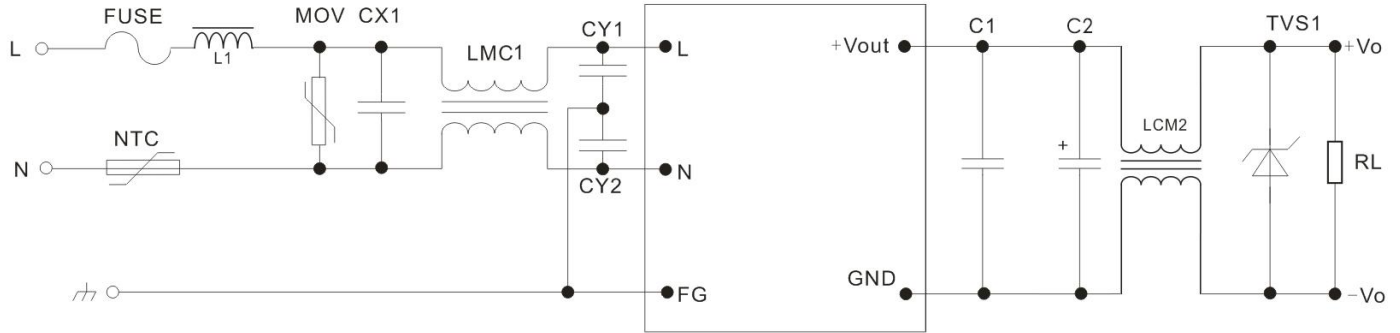 FUSE
MOV CX1
L
L1
LMC1
CY1
L
+Vout
C1
C2
TVS1
+Vo
NTC
LCM2
+
RL
N
CY2
N
GND
FG
−Vo